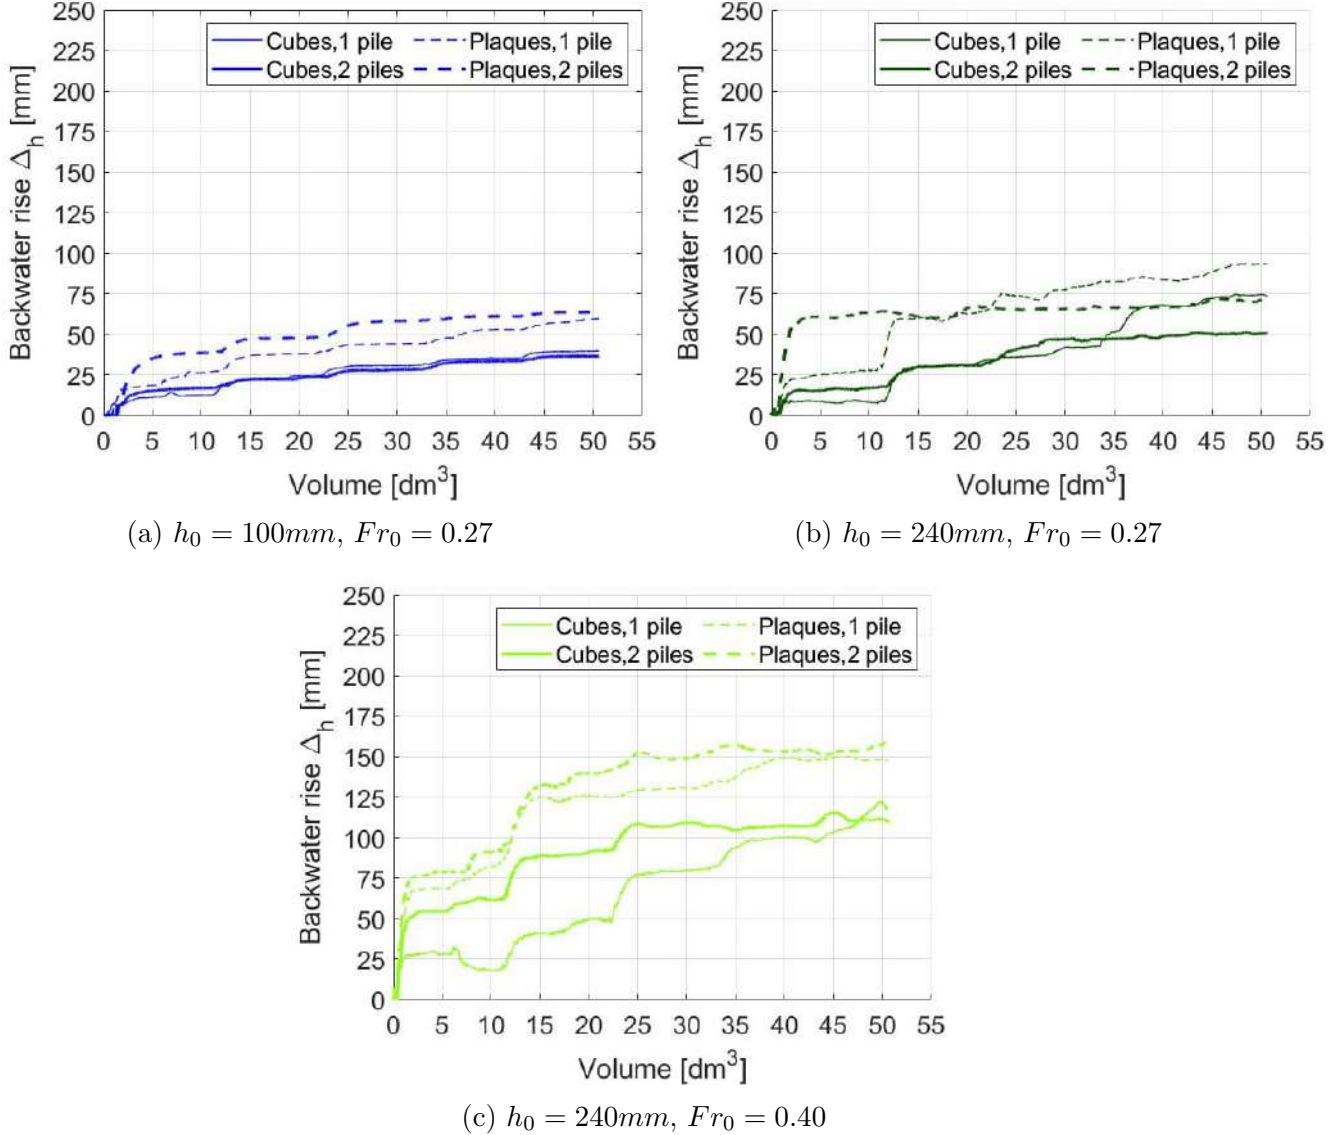 250
225
200
175
150
125
100
75
50
25
0
Backwater rise Δh [mm]
Cubes,1 pile
Plaques,1 pile
Cubes,2 piles
Plaques,2 piles
0 5 10 15 20 25 30 35 40 45 50 55
Volume [dm³]
(a) h₀ = 100mm, Fr₀ = 0.27
250
225
200
175
150
125
100
75
50
25
0
Backwater rise Δh [mm]
Cubes,1 pile
Plaques,1 pile
Cubes,2 piles
Plaques,2 piles
0 5 10 15 20 25 30 35 40 45 50 55
Volume [dm³]
(b) h₀ = 240mm, Fr₀ = 0.27
250
225
200
175
150
125
100
75
50
25
0
Backwater rise Δh [mm]
Cubes,1 pile
Plaques,1 pile
Cubes,2 piles
Plaques,2 piles
0 5 10 15 20 25 30 35 40 45 50 55
Volume [dm³]
(c) h₀ = 240mm, Fr₀ = 0.40